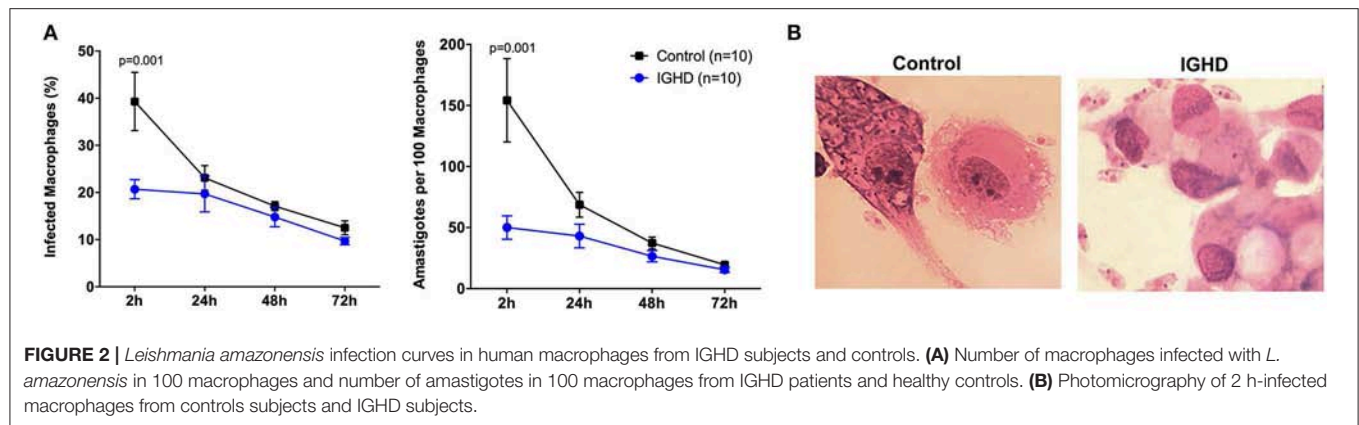 A
50
40
30
20
10
0
Infected Macrophages (%)
p=0.001
2h 24h 48h 72h
200
150
100
50
0
Amastigotes per 100 Macrophages
p=0.001
Control (n=10)
IGHD (n=10)
2h 24h 48h 72h
B
Control
IGHD
FIGURE 2 | Leishmania amazonensis infection curves in human macrophages from IGHD subjects and controls. (A) Number of macrophages infected with L.
amazonensis in 100 macrophages and number of amastigotes in 100 macrophages from IGHD patients and healthy controls. (B) Photomicrography of 2 h-infected
macrophages from controls subjects and IGHD subjects.